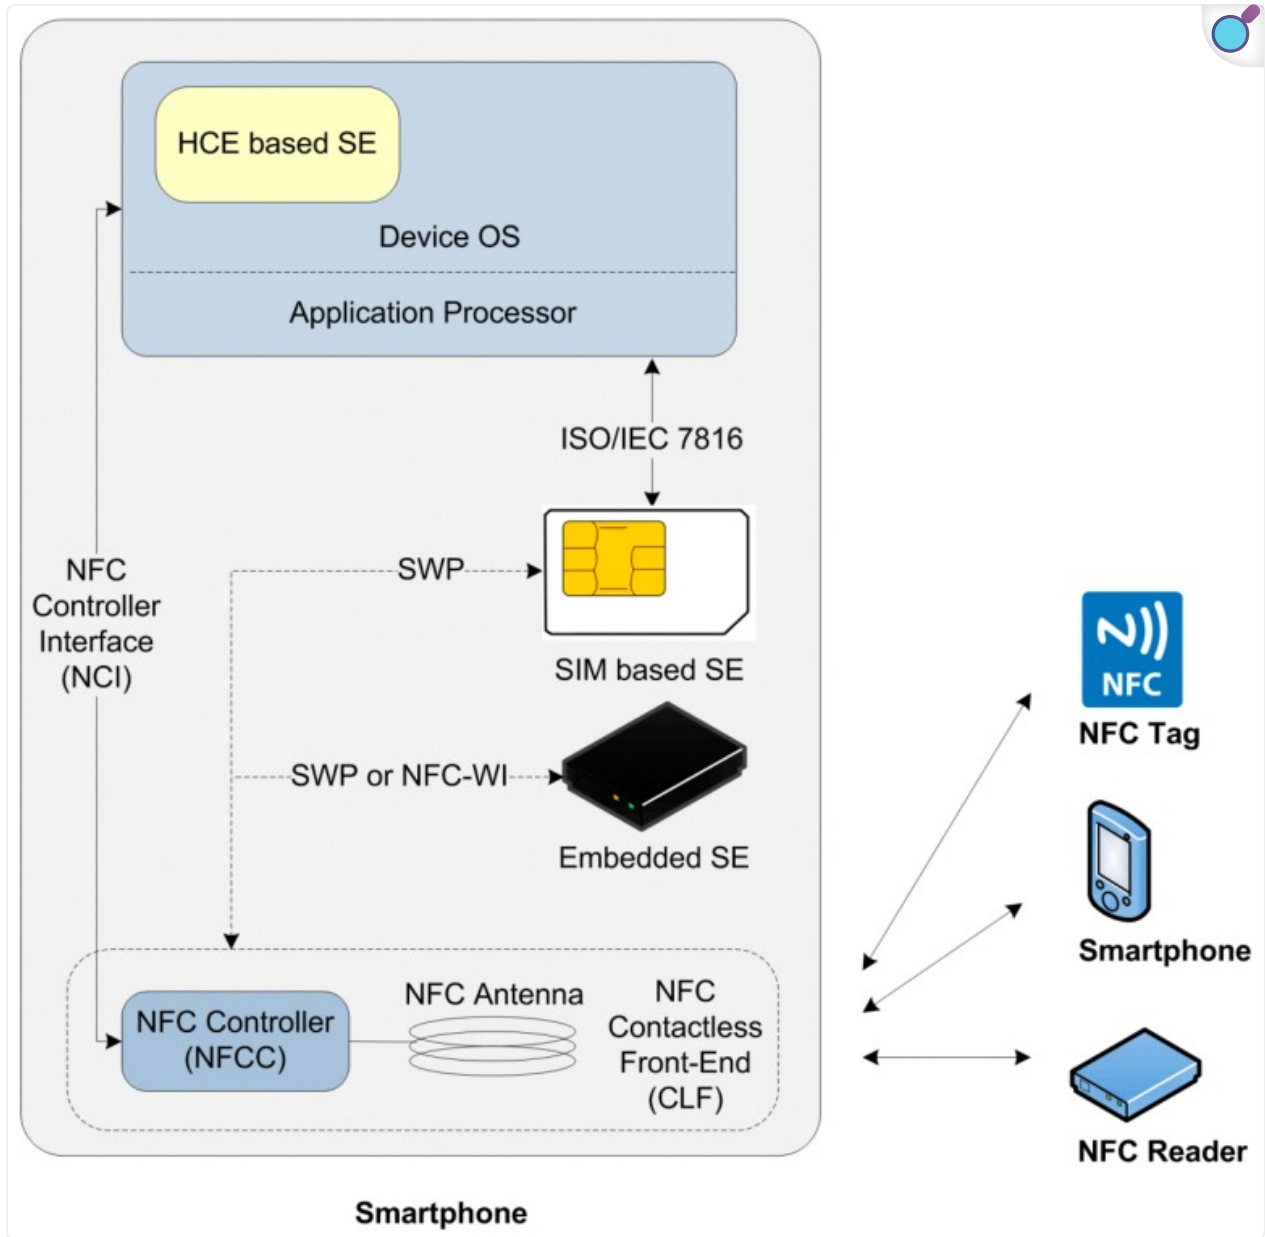 HCE based SE
Device OS
Application Processor
ISO/IEC 7816
NFC
Controller
Interface
(NCI)
SWP
SIM based SE
SWP or NFC-WI
Embedded SE
NFC Controller
(NFCC)
NFC Antenna
NFC
Contactless
Front-End
(CLF)
Smartphone
NFC
NFC Tag
Smartphone
NFC Reader